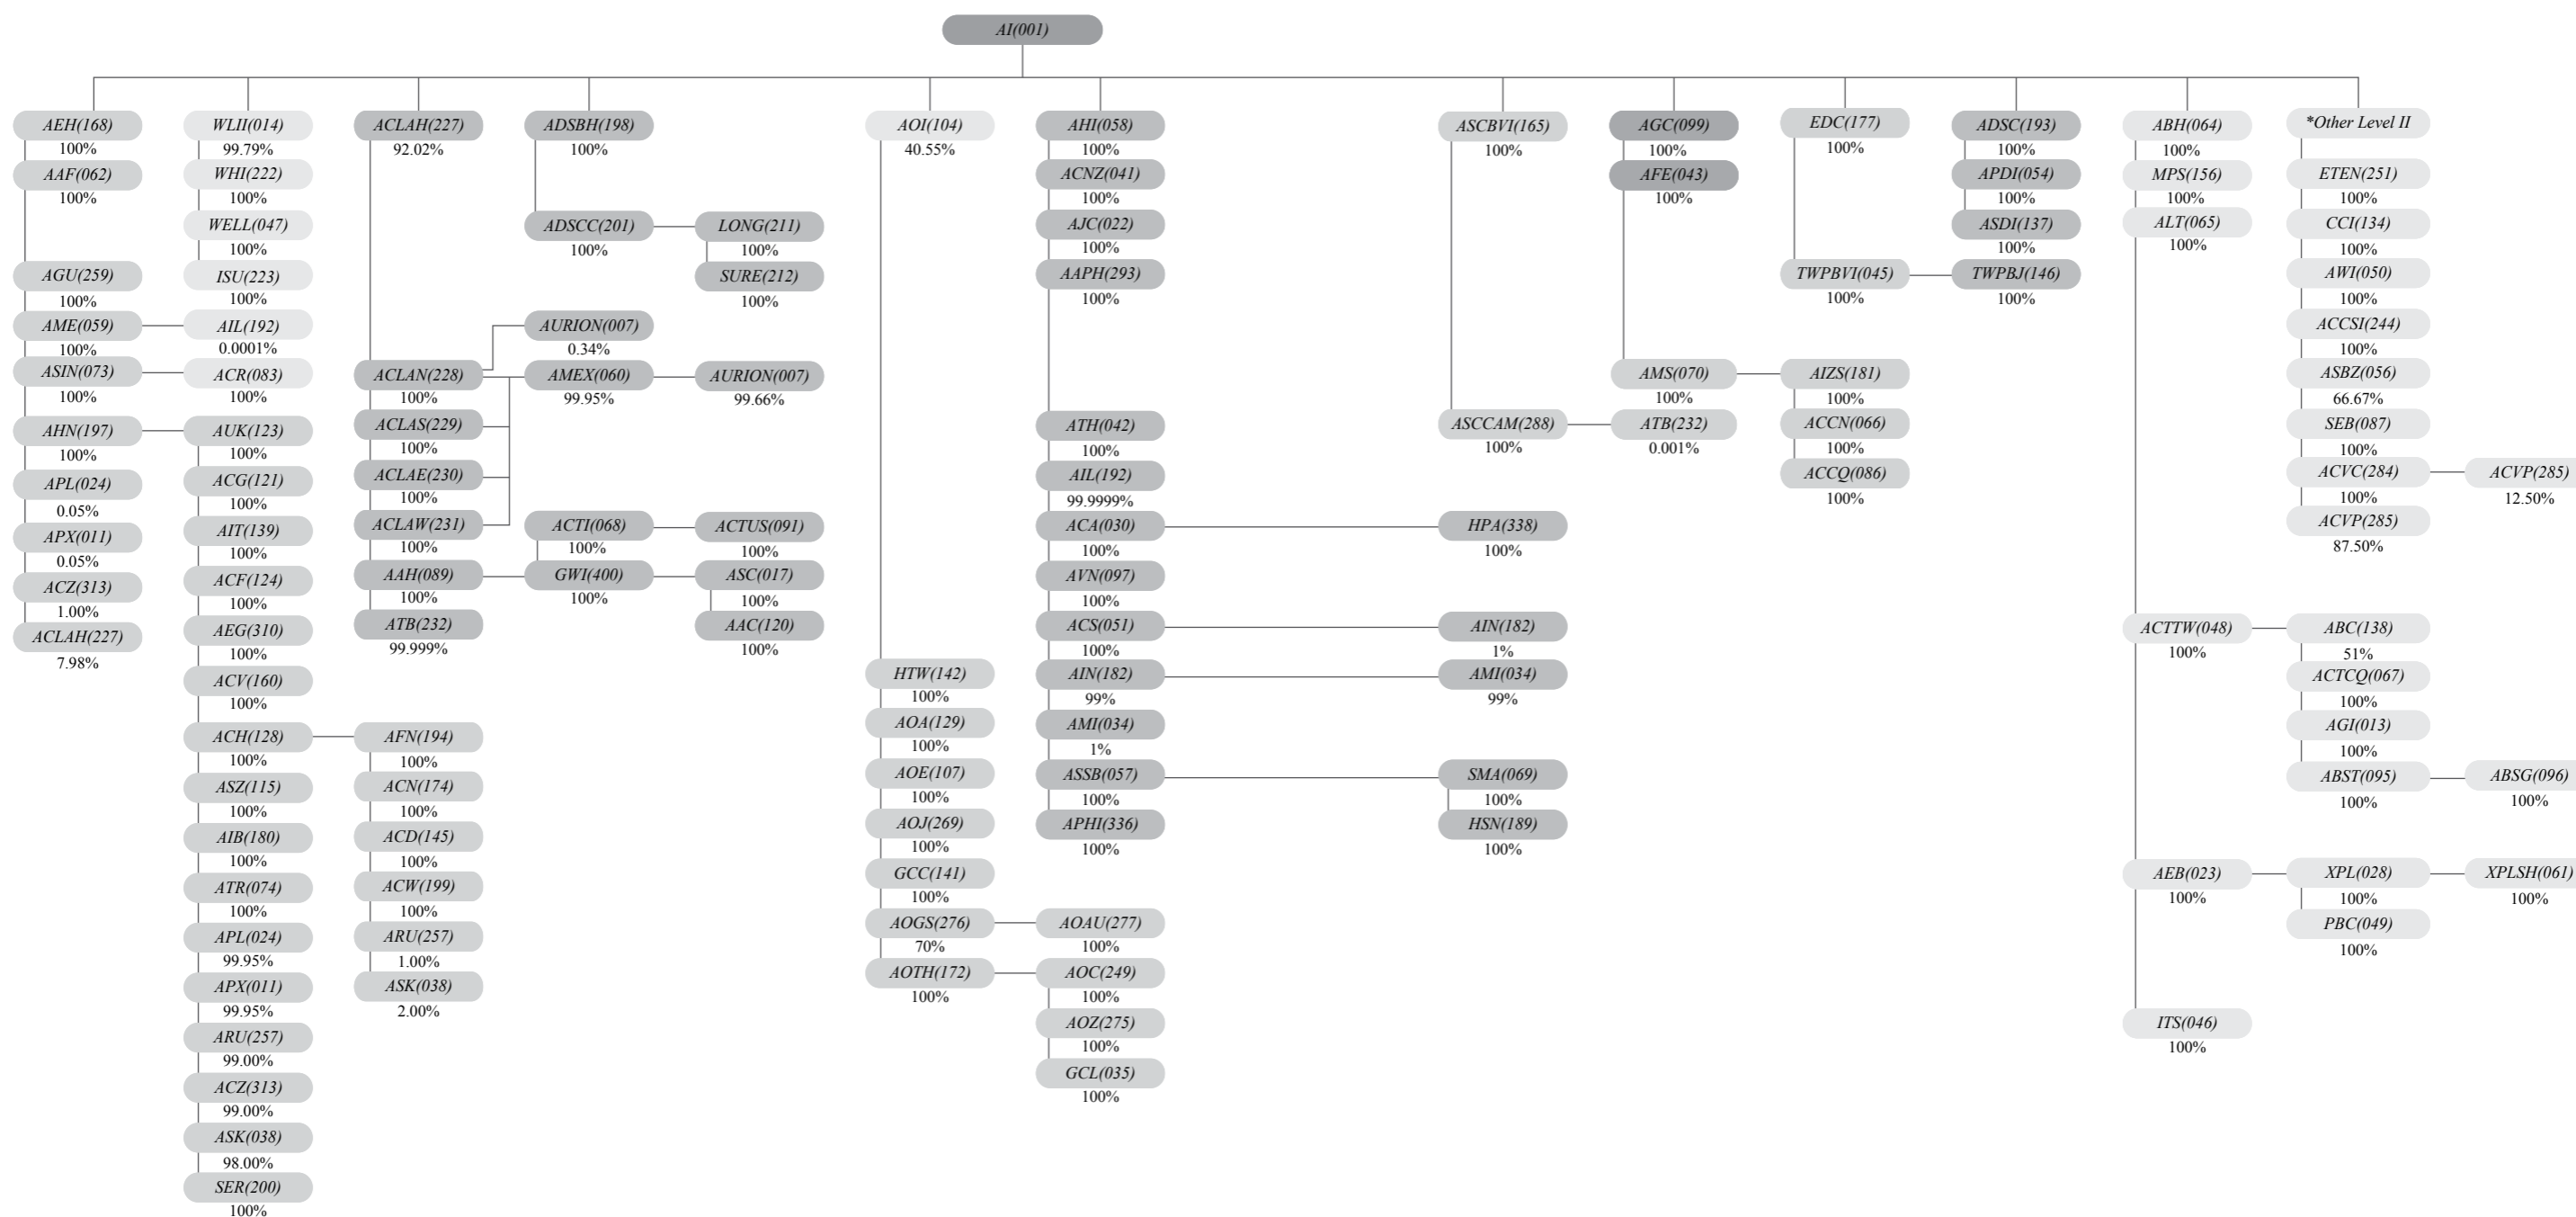 AI(001)
AEH(168)
100%
AAF(062)
100%
AGU(259)
100%
AME(059)
100%
ASIN(073)
100%
AHN(197)
100%
APL(024)
0.05%
APX(011)
0.05%
ACZ(313)
1.00%
ACLAH(227)
7.98%
WLII(014)
99.79%
WHI(222)
100%
WELL(047)
100%
ISU(223)
100%
AIL(192)
0.0001%
ACR(083)
100%
AUK(123)
100%
ACG(121)
100%
AIT(139)
100%
ACF(124)
100%
AEG(310)
100%
ACV(160)
100%
ACH(128)
100%
ASZ(115)
100%
AIB(180)
100%
ATR(074)
100%
APL(024)
99.95%
APX(011)
99.95%
ARU(257)
99.00%
ACZ(313)
99.00%
ASK(038)
98.00%
SER(200)
100%
ACLAH(227)
92.02%
ACLAN(228)
100%
ACLAS(229)
100%
ACLAE(230)
100%
ACLAW(231)
100%
AAH(089)
100%
ATB(232)
99.999%
AFN(194)
100%
ACN(174)
100%
ACD(145)
100%
ACW(199)
100%
ARU(257)
1.00%
ASK(038)
2.00%
ADSBH(198)
100%
ADSCC(201)
100%
LONG(211)
100%
SURE(212)
100%
AURION(007)
0.34%
AMEX(060)
99.95%
AURION(007)
99.66%
ACTI(068)
100%
ACTUS(091)
100%
GWI(400)
100%
ASC(017)
100%
AAC(120)
100%
AOI(104)
40.55%
HTW(142)
100%
AOA(129)
100%
AOE(107)
100%
AOJ(269)
100%
GCC(141)
100%
AOGS(276)
70%
AOTH(172)
100%
AHI(058)
100%
ACNZ(041)
100%
AJC(022)
100%
AAPH(293)
100%
ATH(042)
100%
AIL(192)
99.9999%
ACA(030)
100%
AVN(097)
100%
ACS(051)
100%
AIN(182)
99%
AMI(034)
1%
ASSB(057)
100%
APHI(336)
100%
AOAU(277)
100%
AOC(249)
100%
AOZ(275)
100%
GCL(035)
100%
ASCBVI(165)
100%
ASCCAM(288)
100%
HPA(338)
100%
AIN(182)
1%
AMI(034)
99%
SMA(069)
100%
HSN(189)
100%
AGC(099)
100%
AFE(043)
100%
AMS(070)
100%
ATB(232)
0.001%
EDC(177)
100%
TWPBVI(045)
100%
AIZS(181)
100%
ACCN(066)
100%
ACCQ(086)
100%
ADSC(193)
100%
APDI(054)
100%
ASDI(137)
100%
TWPBJ(146)
100%
ABH(064)
100%
MPS(156)
100%
ALT(065)
100%
ACTTW(048)
100%
AEB(023)
100%
ITS(046)
100%
*Other Level II
ETEN(251)
100%
CCI(134)
100%
AWI(050)
100%
ACCSI(244)
100%
ASBZ(056)
66.67%
SEB(087)
100%
ACVC(284)
100%
ACVP(285)
12.50%
ACVP(285)
87.50%
ABC(138)
51%
ACTCQ(067)
100%
AGI(013)
100%
ABST(095)
100%
ABSG(096)
100%
XPL(028)
100%
XPLSH(061)
100%
PBC(049)
100%